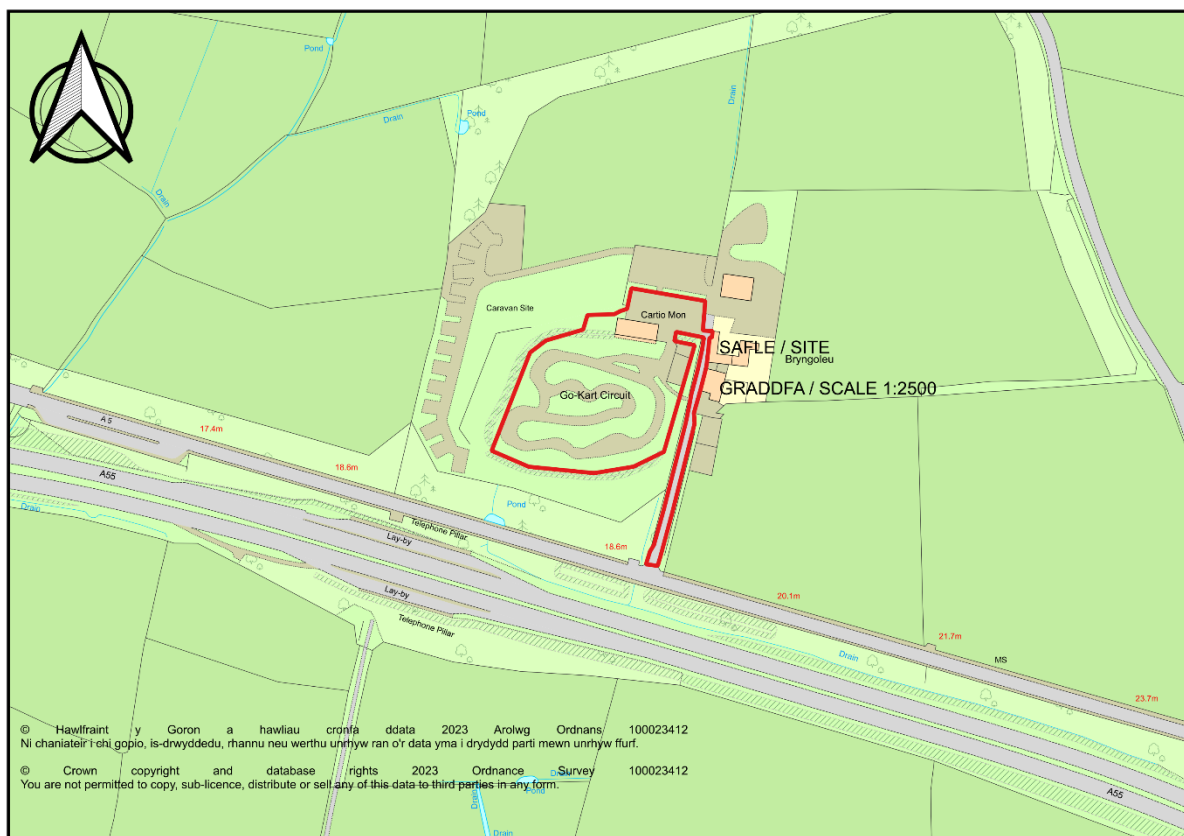 Pond
Drain
Pond
Drain
Drain
Caravan Site
Cartio Mon
SAFLE / SITE
Bryngoleu
GRADDFA / SCALE 1:2500
Go-Kart Circuit
A 5
17.4m
18.6m
A55
Drain
Pond
Telephone Pillar
Lay-by
18.6m
Lay-by
Telephone Pillar
20.1m
21.7m
MS
Drain
23.7m
© Hawlfraint y Goron a hawliau cronfa ddata 2023 Arolwg Ordnans 100023412
Ni chaniateir i chi gopio, is-drwyddedu, rhannu neu werthu unrhyw ran o'r data yma i drydydd parti mewn unrhyw ffurf.
© Crown copyright and database rights 2023 Ordnance Survey 100023412
You are not permitted to copy, sub-licence, distribute or sell any of this data to third parties in any form.
Drain
Pond
Drain
Drain
A55